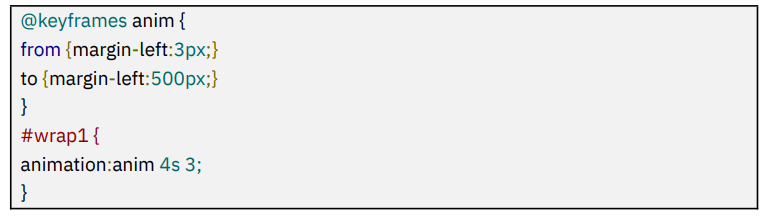 @keyframes anim {
from {margin-left:3px;}
to {margin-left:500px;}
}
#wrap1 {
animation:anim 4s 3;
}